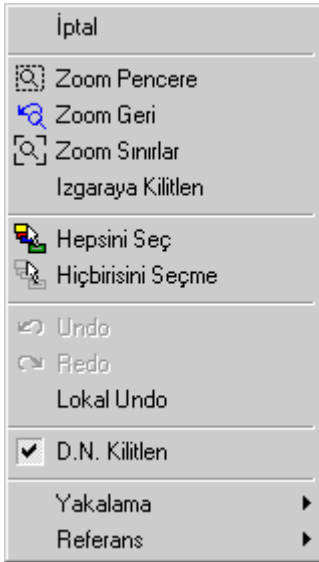 İptal
Zoom Pencere
Zoom Geri
Zoom Sınırlar
Izgaraya Kilitlen
Hepsini Seç
Hiçbirisini Seçme
Undo
Redo
Lokal Undo
D.N. Kilitlen
Yakalama
Referans